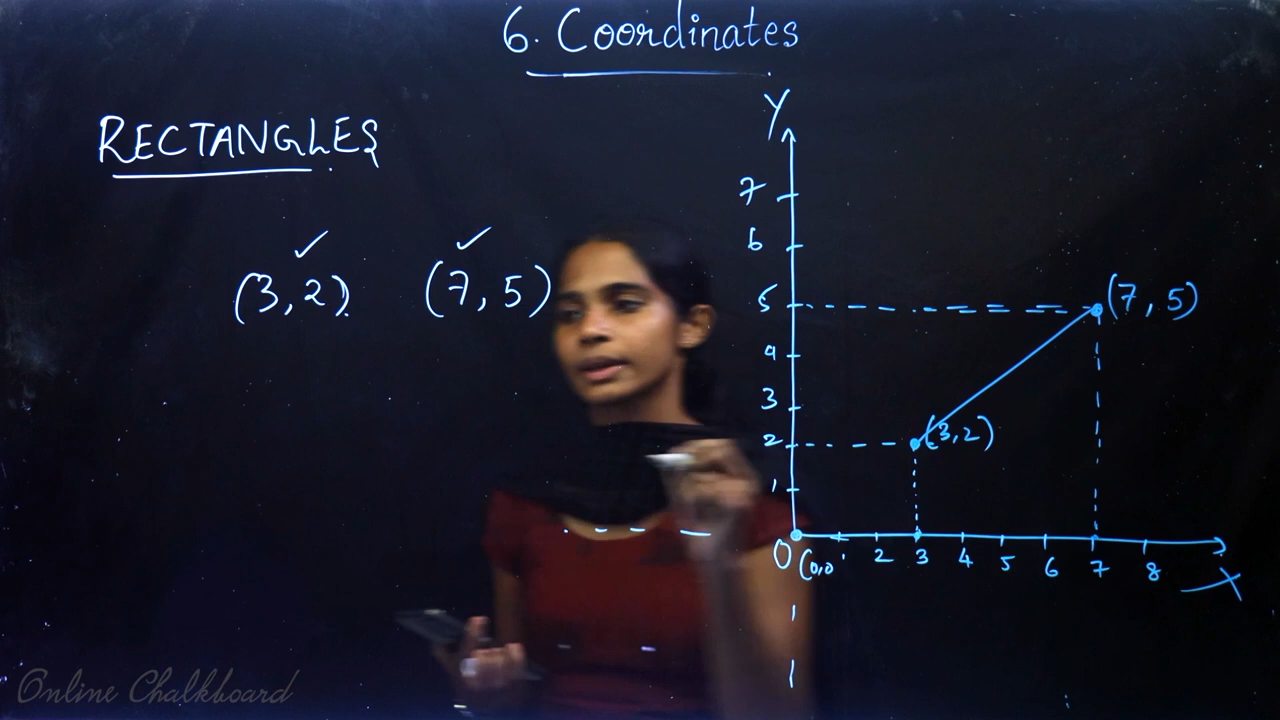 6. Coordinates
RECTANGLES
(3,2) (7,5)
Y
7
6
5
4
3
2
1
(7,5)
(3,2)
O (0,0 1 2 3 4 5 6 7 8
X
Online Chalkboard